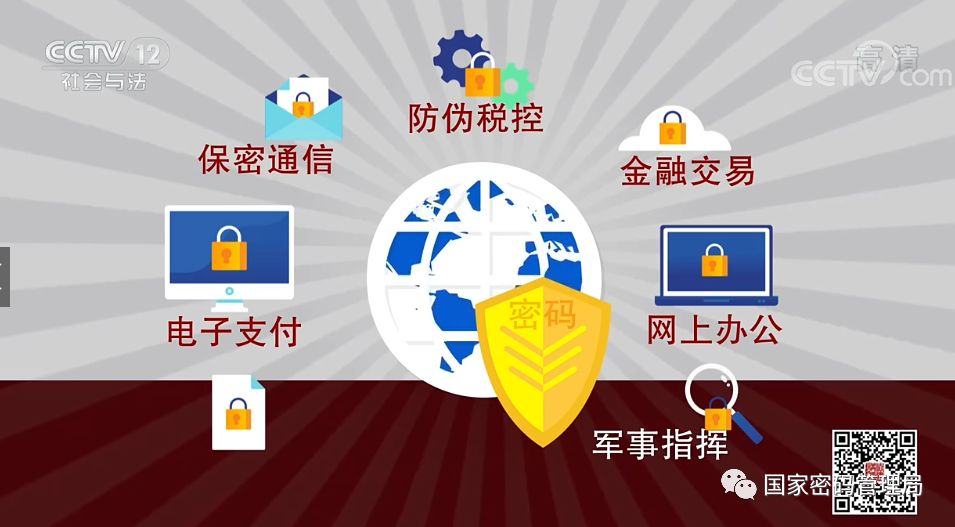 CCTV 12
社会与法
高清
CCTV.com
防伪税控
保密通信
金融交易
电子支付
密码
网上办公
军事指挥
国家密码管理局